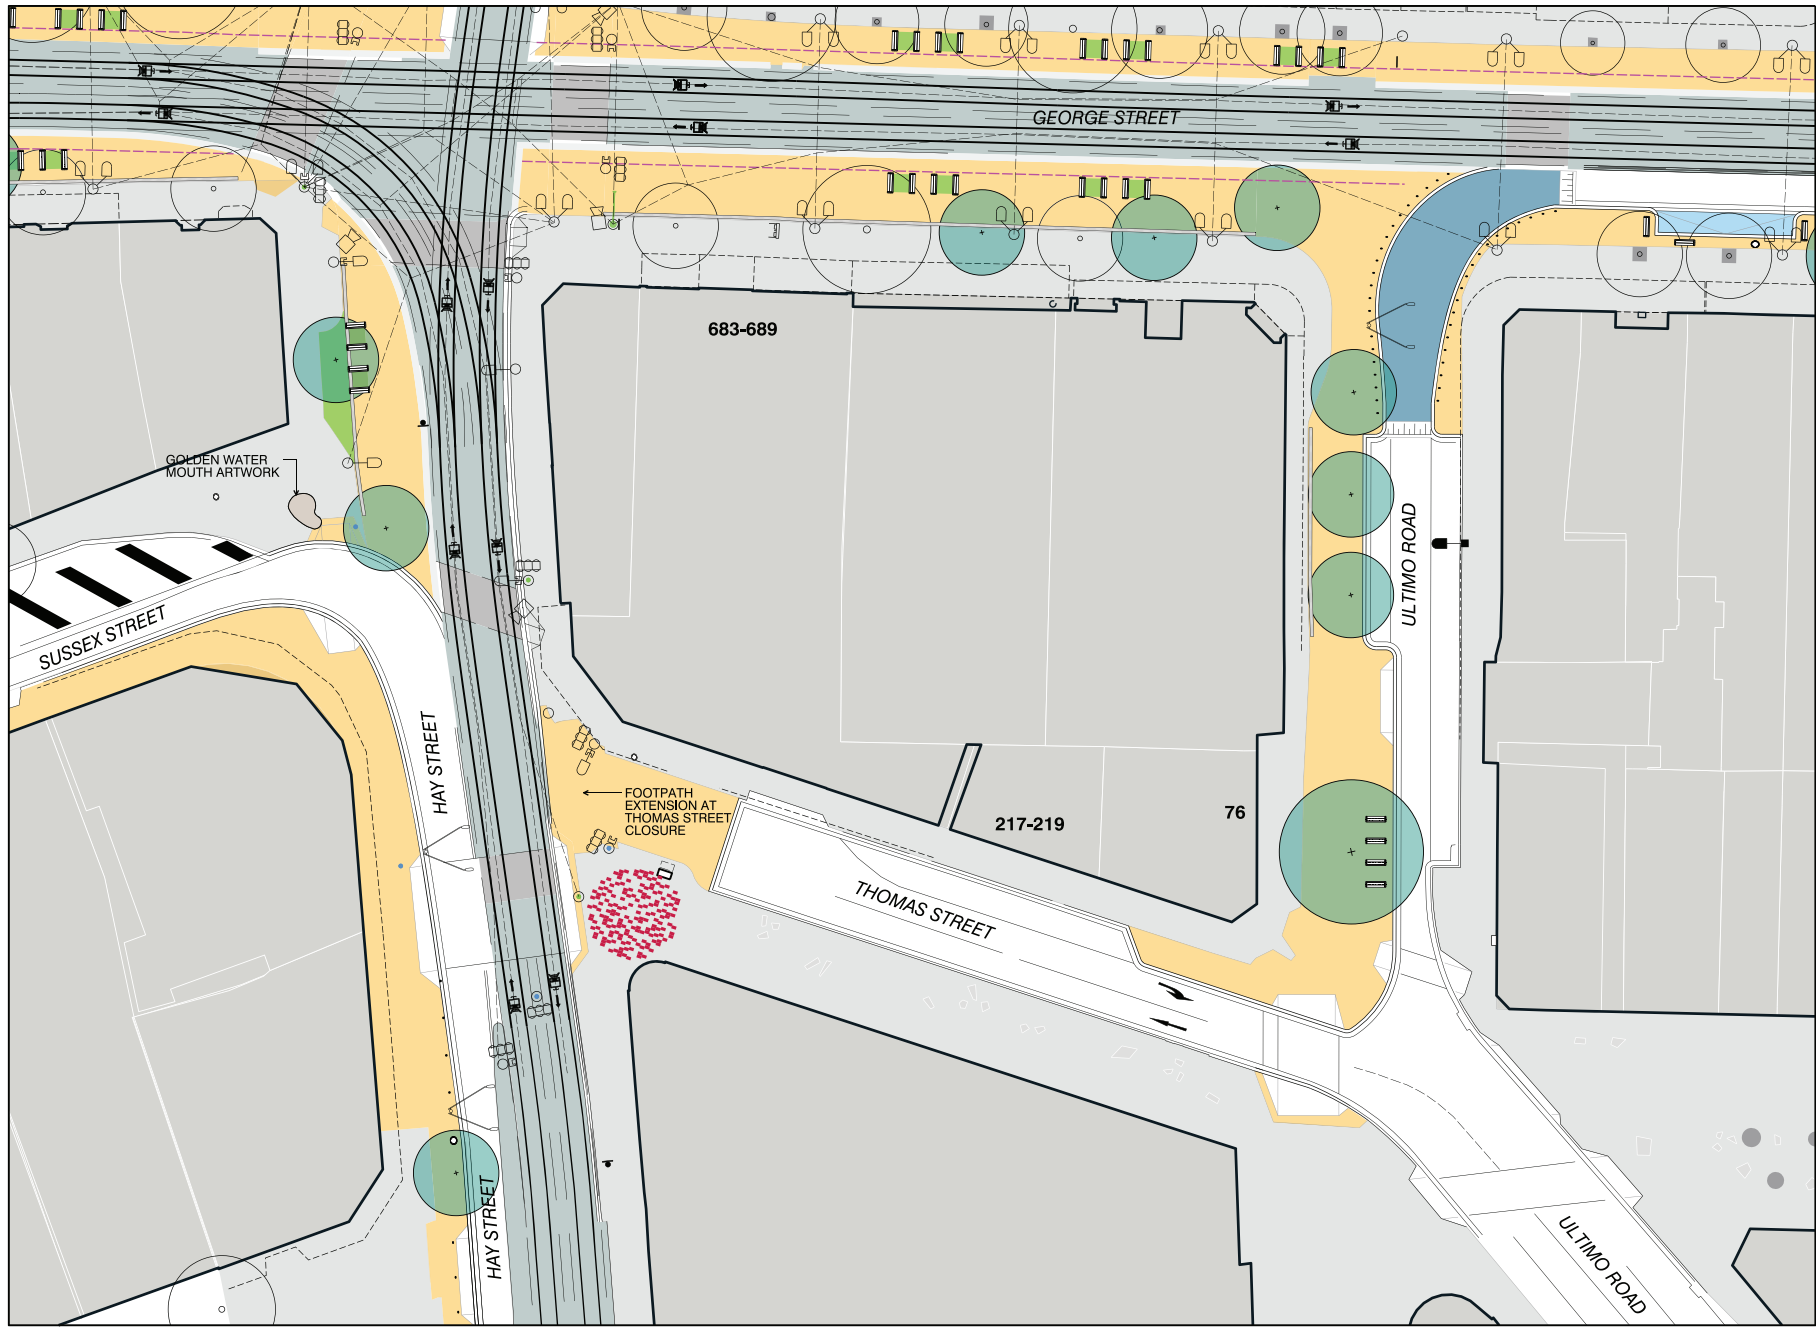 GEORGE STREET
683-689
GOLDEN WATER
MOUTH ARTWORK
ULTIMO ROAD
SUSSEX STREET
HAY STREET
FOOTPATH
EXTENSION AT
THOMAS STREET
CLOSURE
217-219
76
THOMAS STREET
HAY STREET
ULTIMO ROAD